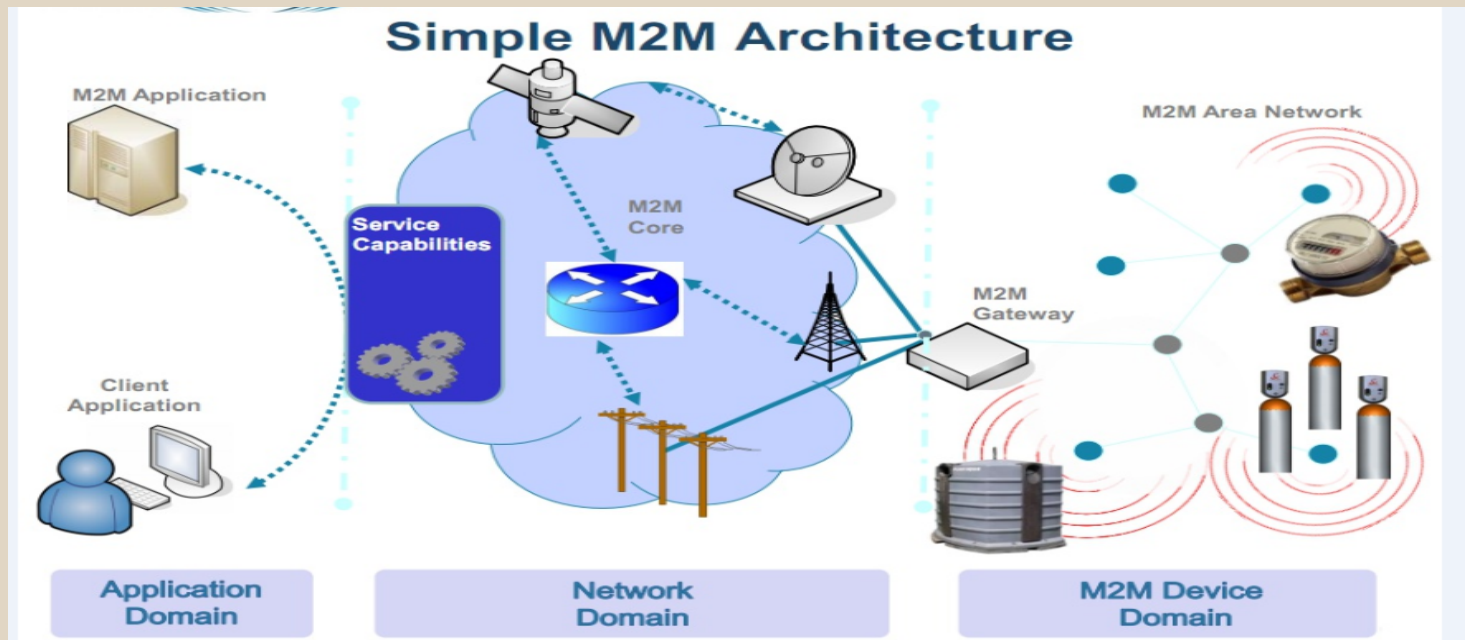 Simple M2M Architecture
M2M Application
M2M Area Network
M2M
Core
Service
Capabilities
M2M
Gateway
Client
Application
Application
Domain
Network
Domain
M2M Device
Domain